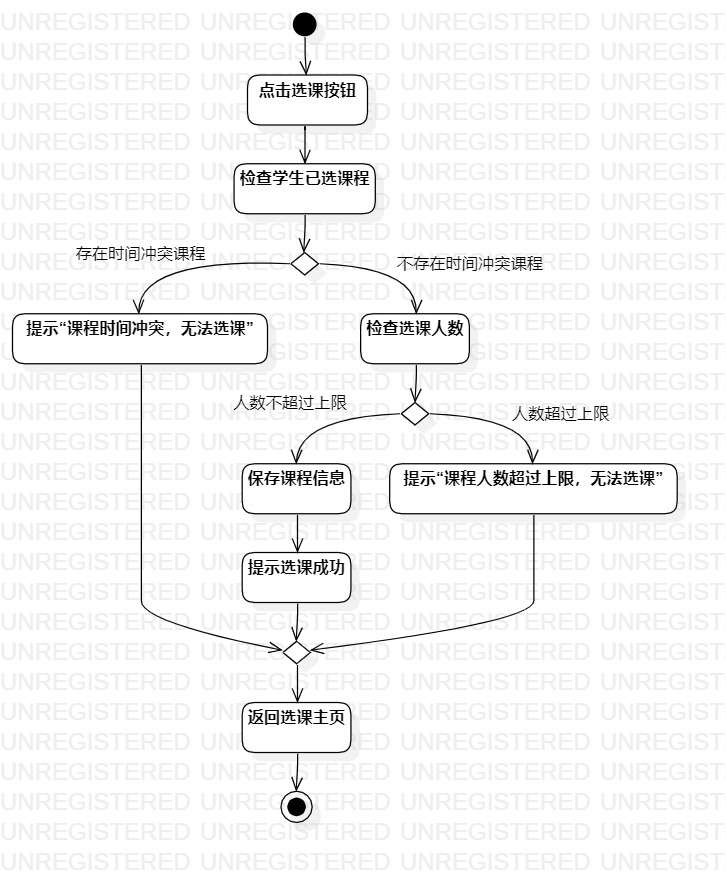 点击选课按钮
检查学生已选课程
存在时间冲突课程
不存在时间冲突课程
提示“课程时间冲突，无法选课”
检查选课人数
人数不超过上限
人数超过上限
保存课程信息
提示“课程人数超过上限，无法选课”
提示选课成功
返回选课主页
UNREGISTERED UNREGISTERED UNREGISTERED UNREGIST